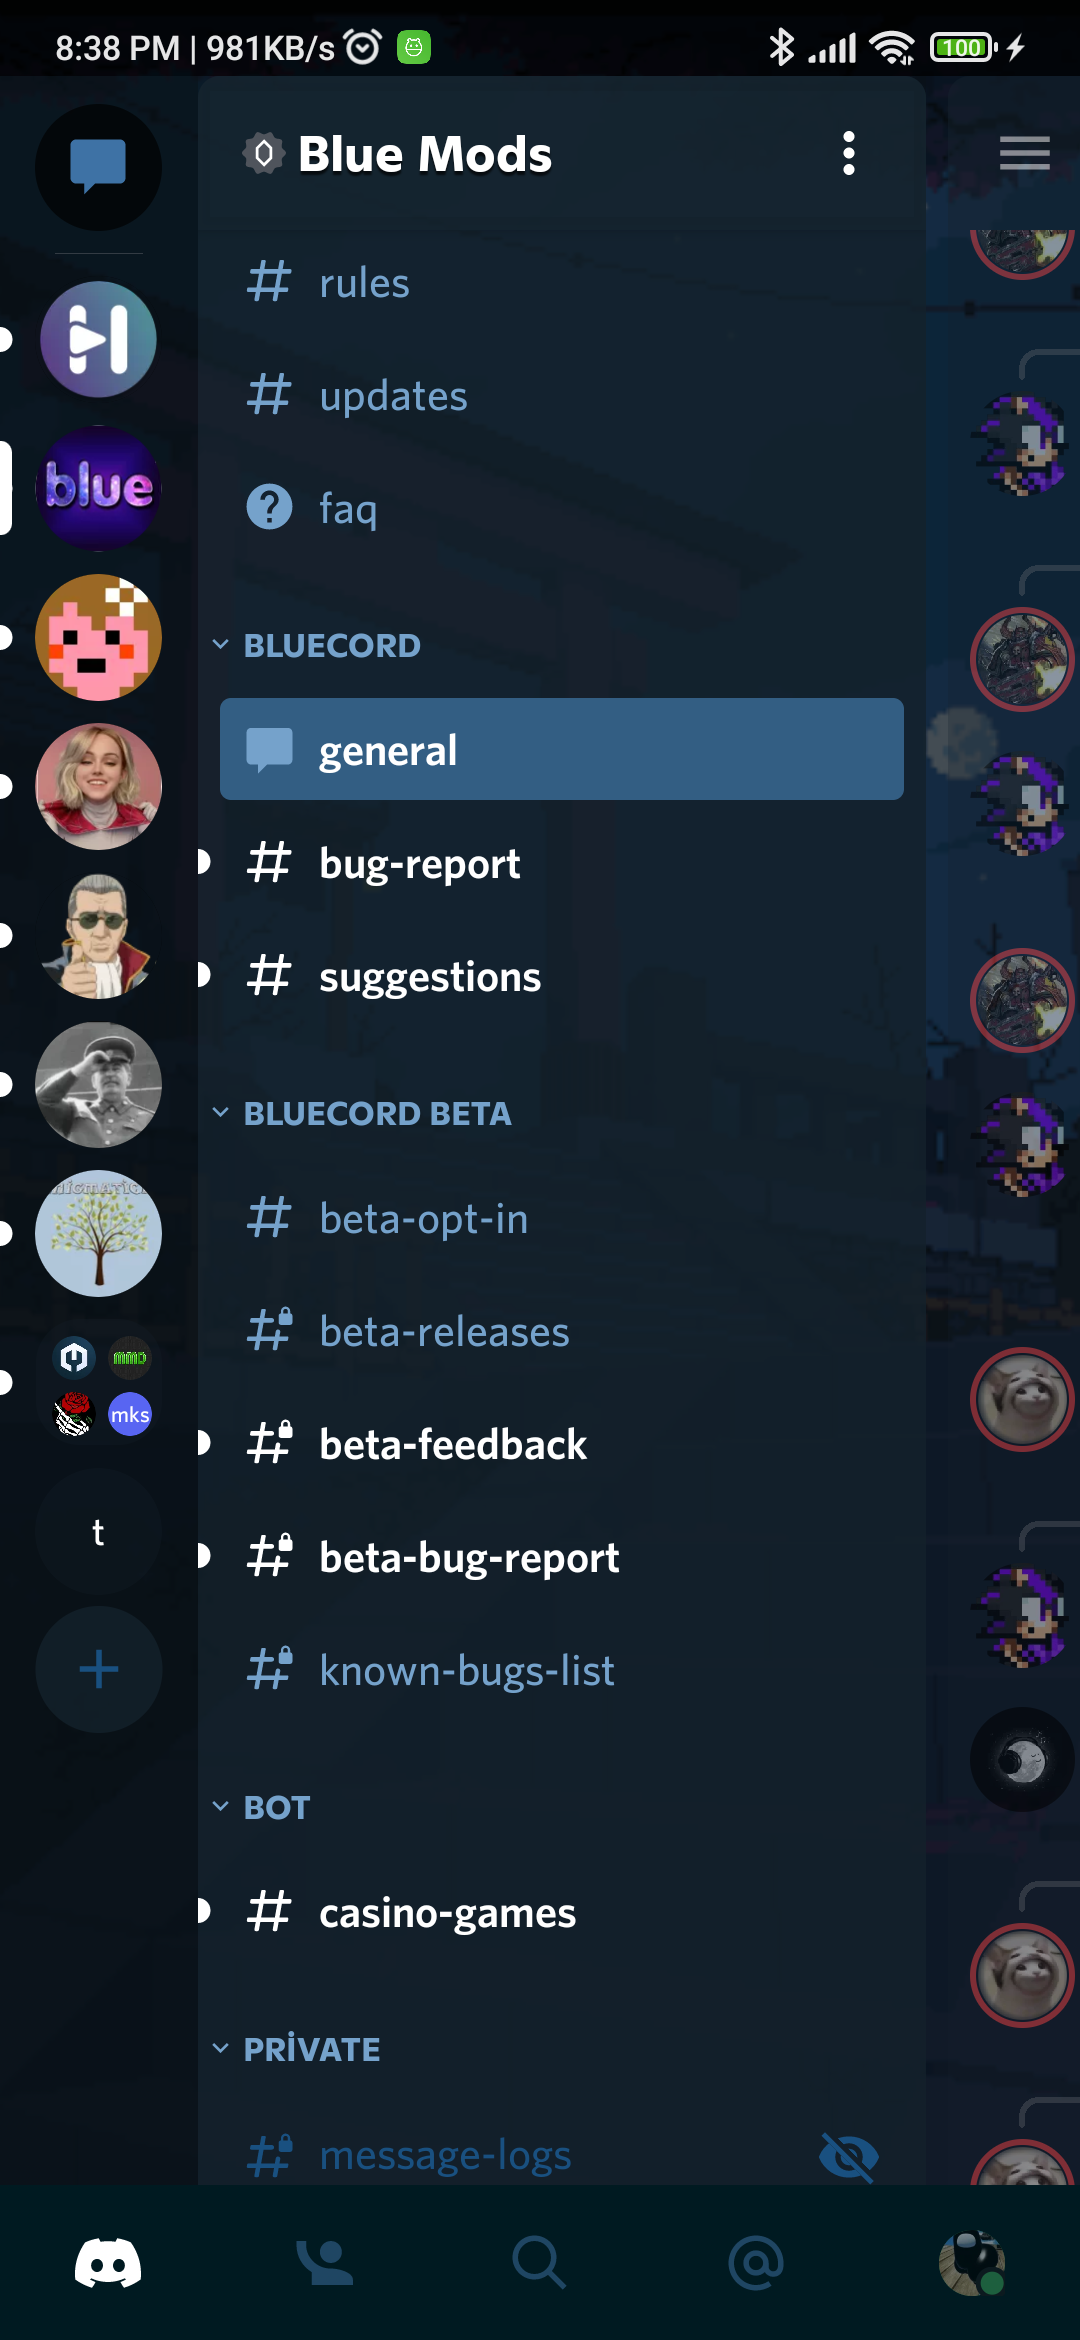 8:38 PM | 981KB/s
100
Blue Mods
rules
updates
faq
blue
BLUECORD
general
bug-report
suggestions
BLUECORD BETA
beta-opt-in
beta-releases
beta-feedback
mks
t
beta-bug-report
known-bugs-list
BOT
casino-games
PRİVATE
message-logs